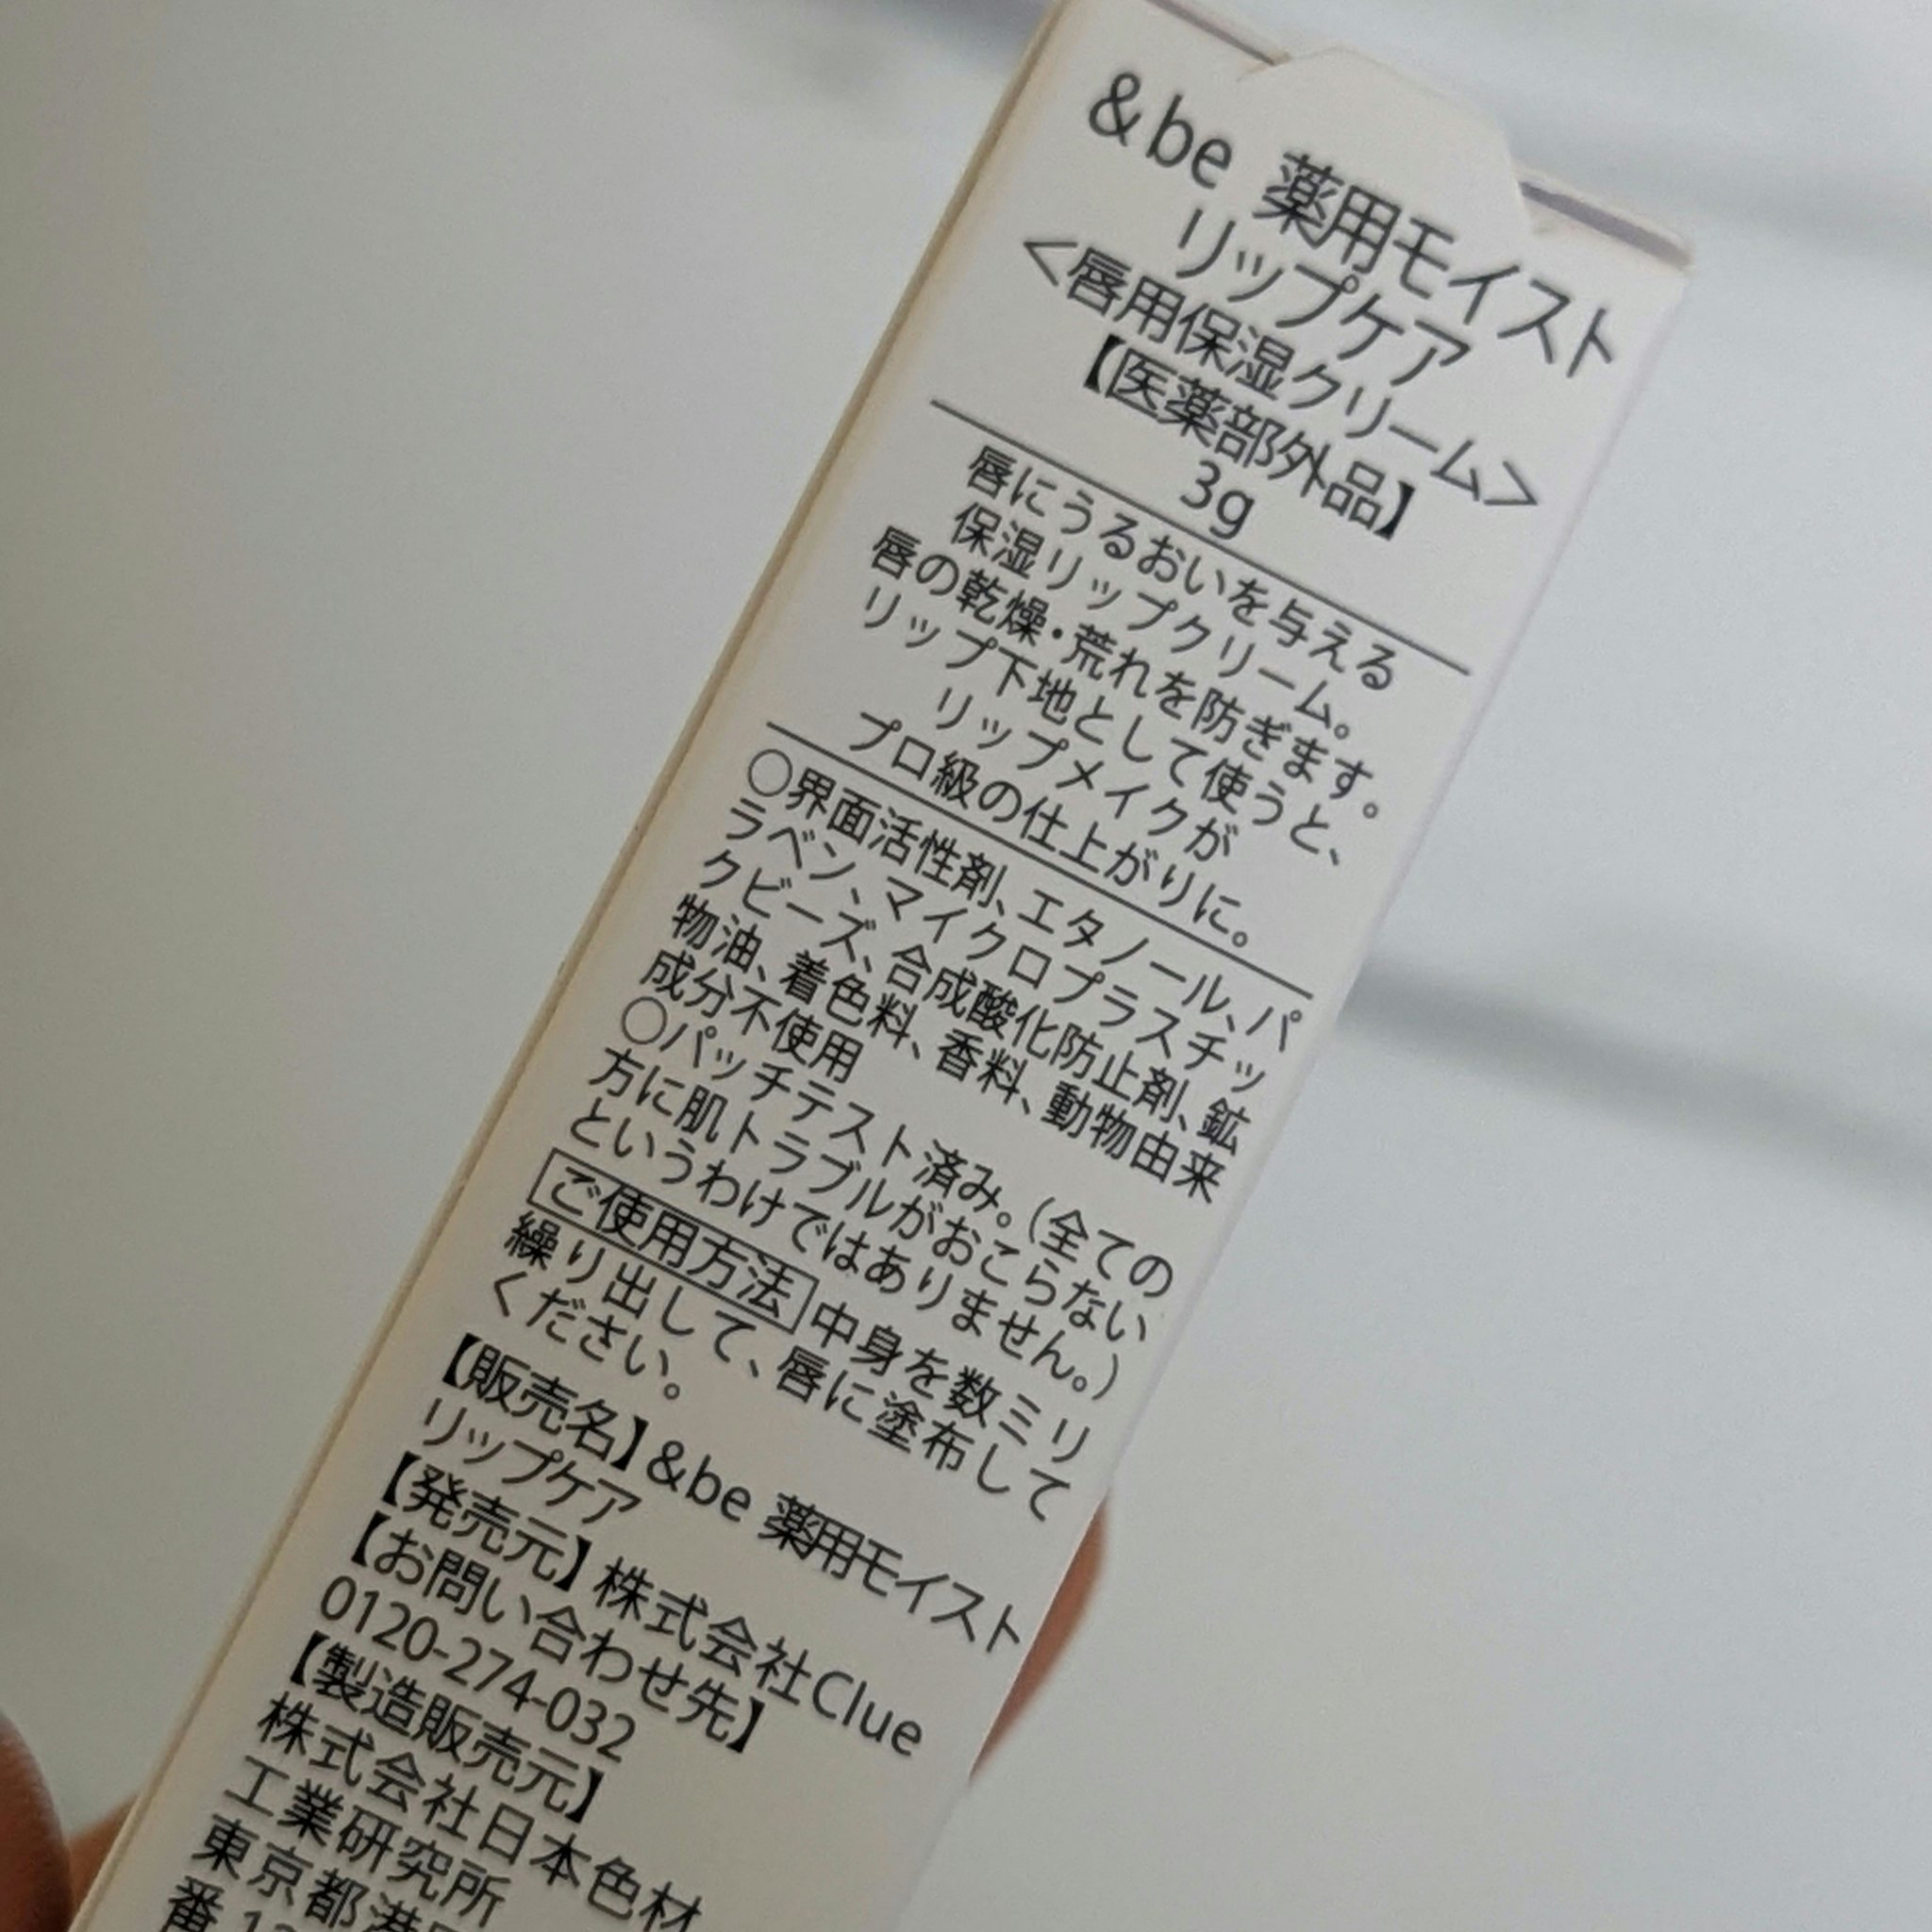 &be 薬用モイスト
リップケア
＜唇用保湿クリーム＞
【医薬部外品】
3g
唇にうるおいを与える
保湿リップクリーム。
唇の乾燥・荒れを防ぎます。
リップ下地として使うと、
リップメイクが
プロ級の仕上がりに。
○界面活性剤、エタノール、パ
ラベン、マイクロプラスチッ
クビーズ、合成酸化防止剤、鉱
物油、着色料、香料、動物由来
成分不使用
○パッチテスト済み。（全ての
方に肌トラブルがおこらない
というわけではありません。）
ご使用方法 中身を数ミリ
繰り出して、唇に塗布して
ください。
【販売名】&be 薬用モイスト
リップケア
【発売元】株式会社Clue
【お問い合わせ先】
0120-274-032
【製造販売元】
株式会社日本色材
工業研究所
東京都港
番